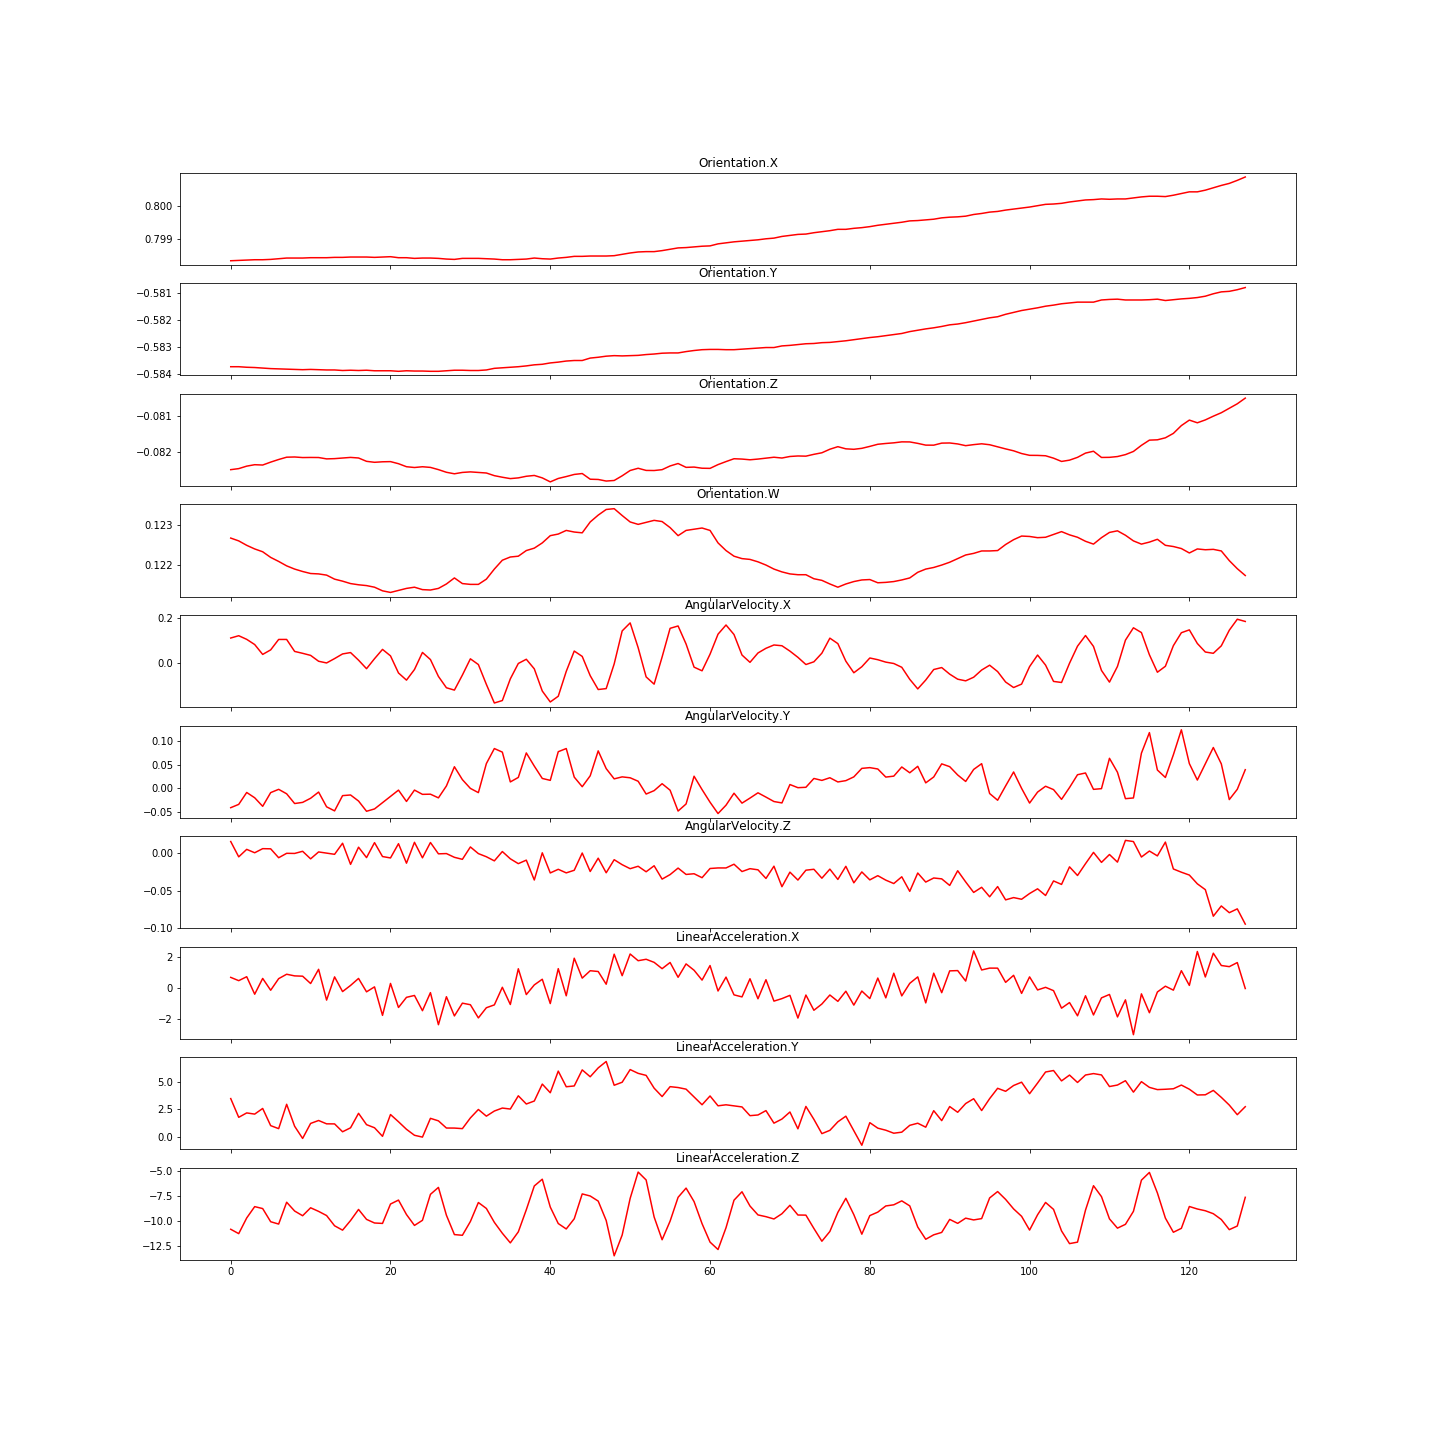 Orientation.X
0.800
0.799
Orientation.Y
−0.581
−0.582
−0.583
−0.584
Orientation.Z
−0.081
−0.082
Orientation.W
0.123
0.122
AngularVelocity.X
0.2
0.0
AngularVelocity.Y
0.10
0.05
0.00
−0.05
AngularVelocity.Z
0.00
−0.05
−0.10
LinearAcceleration.X
2
0
−2
LinearAcceleration.Y
5.0
2.5
0.0
LinearAcceleration.Z
−5.0
−7.5
−10.0
−12.5
0 20 40 60 80 100 120